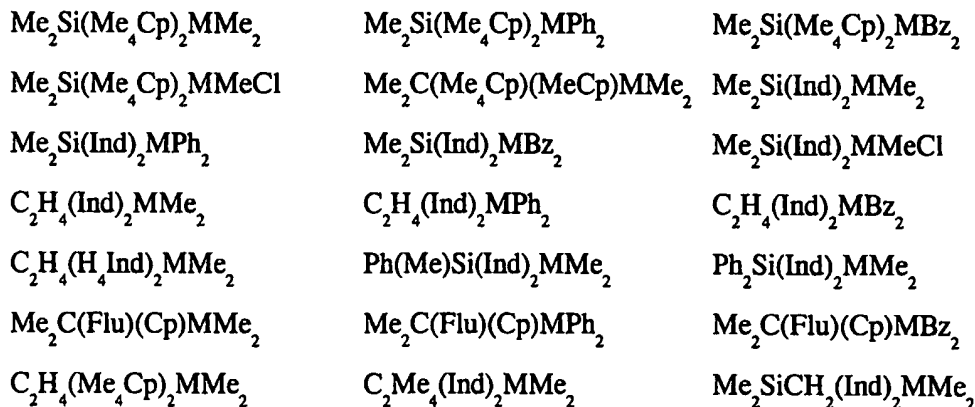 Me₂Si(Me₄Cp)₂MMe₂ Me₂Si(Me₄Cp)₂MPh₂ Me₂Si(Me₄Cp)₂MBz₂
Me₂Si(Me₄Cp)₂MMeCl Me₂C(Me₄Cp)(MeCp)MMe₂ Me₂Si(Ind)₂MMe₂
Me₂Si(Ind)₂MPh₂ Me₂Si(Ind)₂MBz₂ Me₂Si(Ind)₂MMeCl
C₂H₄(Ind)₂MMe₂ C₂H₄(Ind)₂MPh₂ C₂H₄(Ind)₂MBz₂
C₂H₄(H₄Ind)₂MMe₂ Ph(Me)Si(Ind)₂MMe₂ Ph₂Si(Ind)₂MMe₂
Me₂C(Flu)(Cp)MMe₂ Me₂C(Flu)(Cp)MPh₂ Me₂C(Flu)(Cp)MBz₂
C₂H₄(Me₄Cp)₂MMe₂ C₂Me₄(Ind)₂MMe₂ Me₂SiCH₂(Ind)₂MMe₂